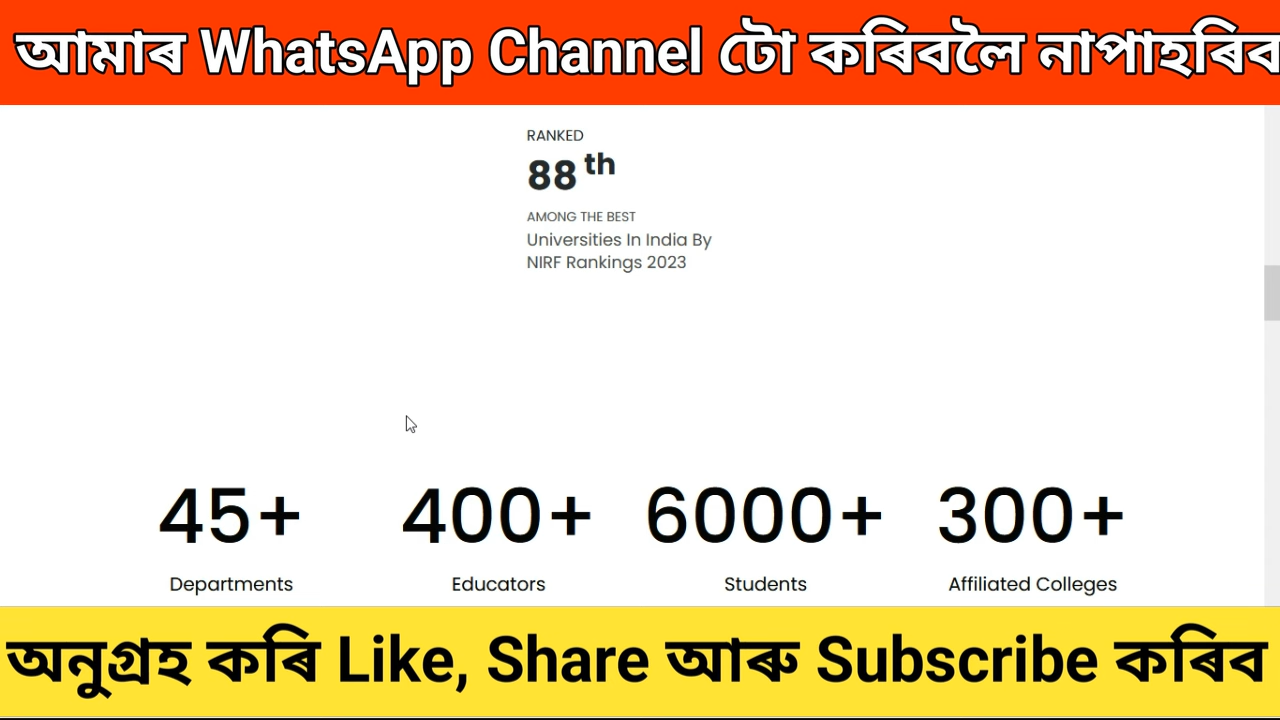 আমাৰ WhatsApp Channel টো কৰিবলৈ নাপাহৰিব
RANKED
88 th
AMONG THE BEST
Universities In India By
NIRF Rankings 2023
45+ 400+ 6000+ 300+
Departments Educators Students Affiliated Colleges
অনুগ্ৰহ কৰি Like, Share আৰু Subscribe কৰিব